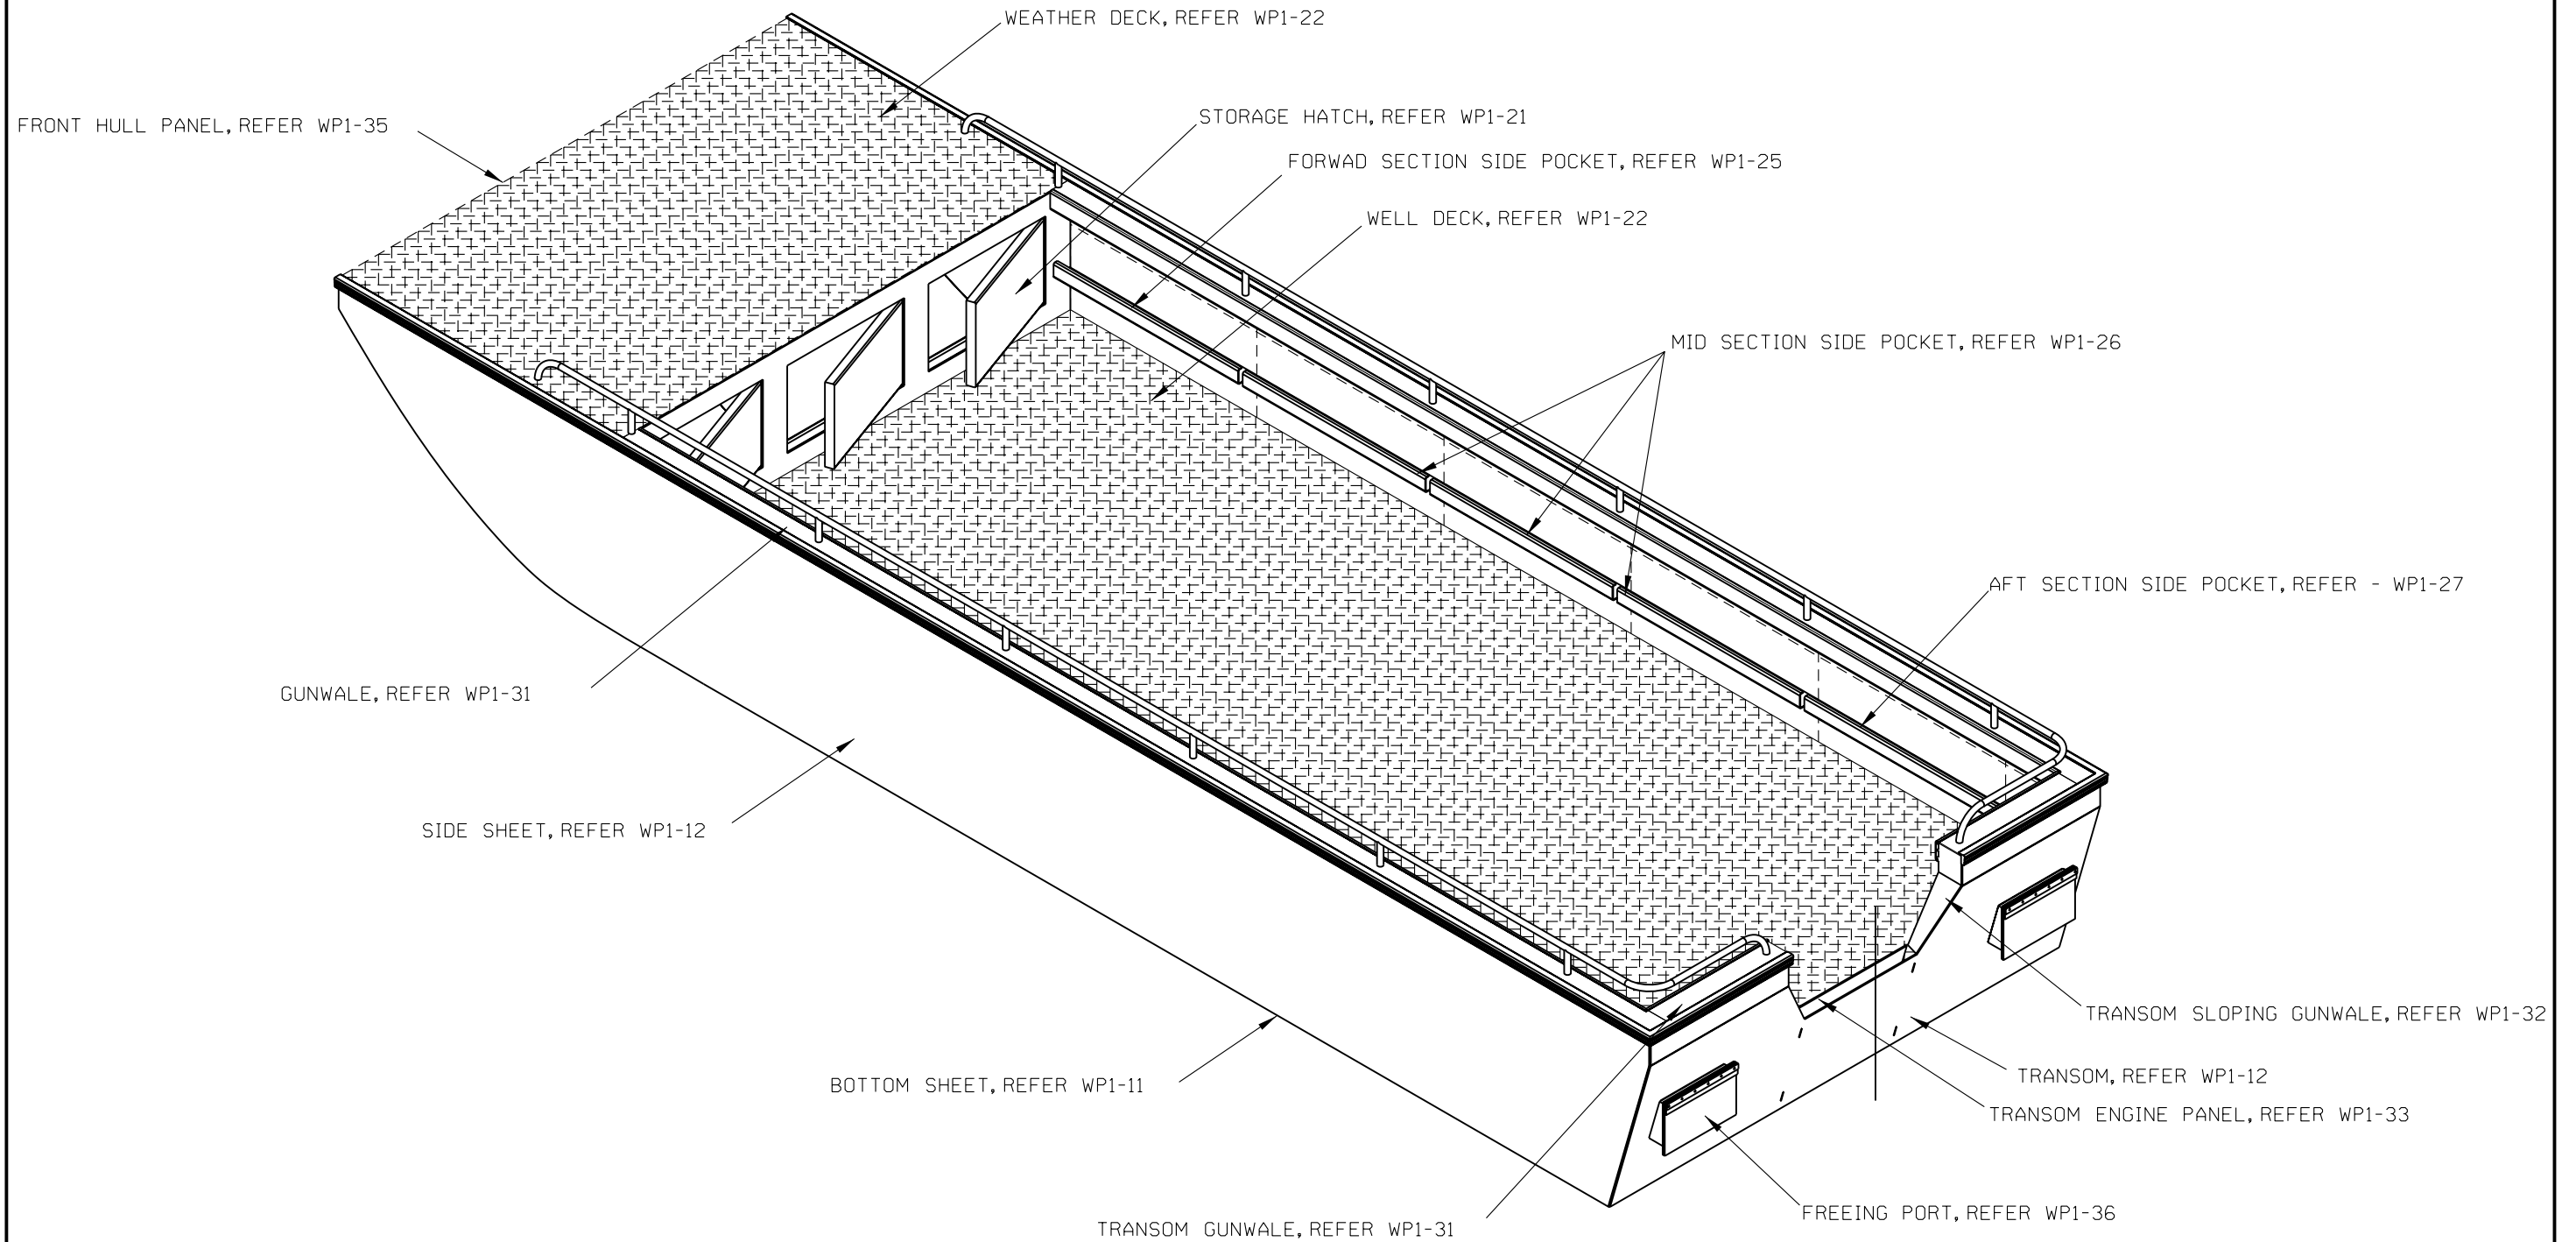 WEATHER DECK, REFER WP1-22
STORAGE HATCH, REFER WP1-21
FRONT HULL PANEL, REFER WP1-35
FORWAD SECTION SIDE POCKET, REFER WP1-25
WELL DECK, REFER WP1-22
MID SECTION SIDE POCKET, REFER WP1-26
AFT SECTION SIDE POCKET, REFER - WP1-27
GUNWALE, REFER WP1-31
SIDE SHEET, REFER WP1-12
TRANSOM SLOPING GUNWALE, REFER WP1-32
TRANSOM, REFER WP1-12
BOTTOM SHEET, REFER WP1-11
TRANSOM ENGINE PANEL, REFER WP1-33
FREEING PORT, REFER WP1-36
TRANSOM GUNWALE, REFER WP1-31